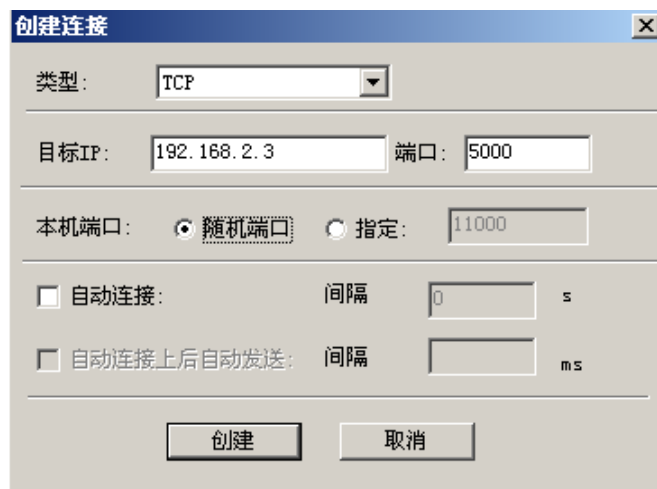 创建连接
类型: TCP
目标IP: 192.168.2.3 端口: 5000
本机端口: 随机端口 指定: 11000
自动连接: 间隔 0 s
自动连接上后自动发送: 间隔 ms
创建 取消